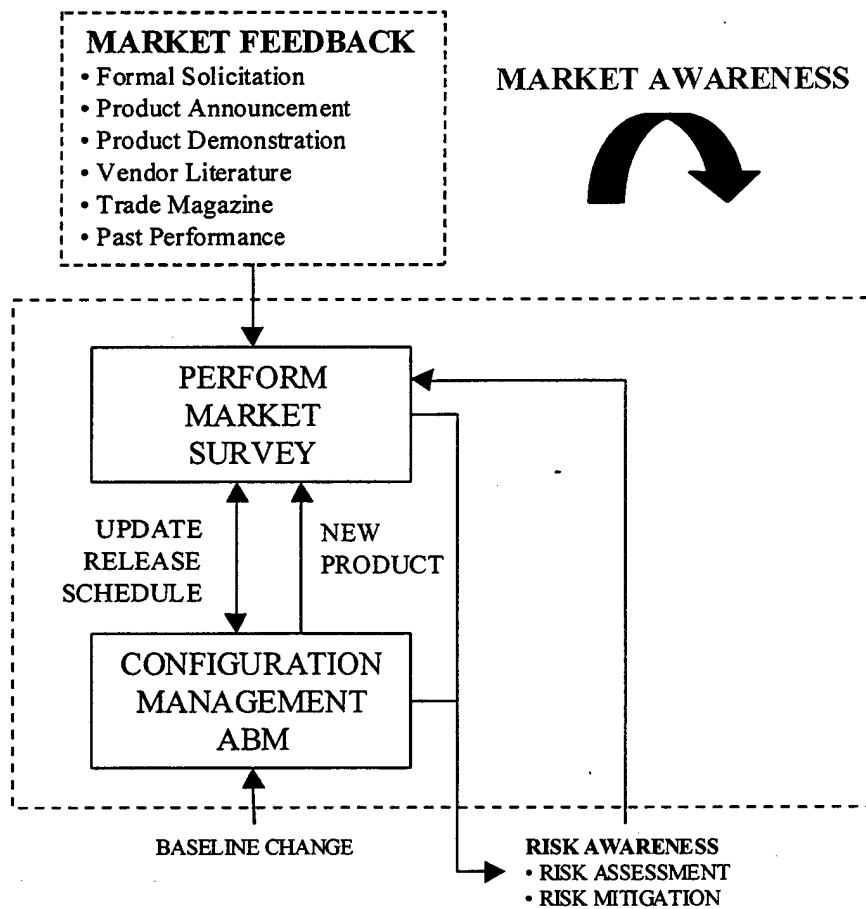 MARKET FEEDBACK
• Formal Solicitation
• Product Announcement
• Product Demonstration
• Vendor Literature
• Trade Magazine
• Past Performance
MARKET AWARENESS
PERFORM
MARKET
SURVEY
UPDATE
RELEASE
SCHEDULE
NEW
PRODUCT
CONFIGURATION
MANAGEMENT
ABM
BASELINE CHANGE
RISK AWARENESS
• RISK ASSESSMENT
• RISK MITIGATION